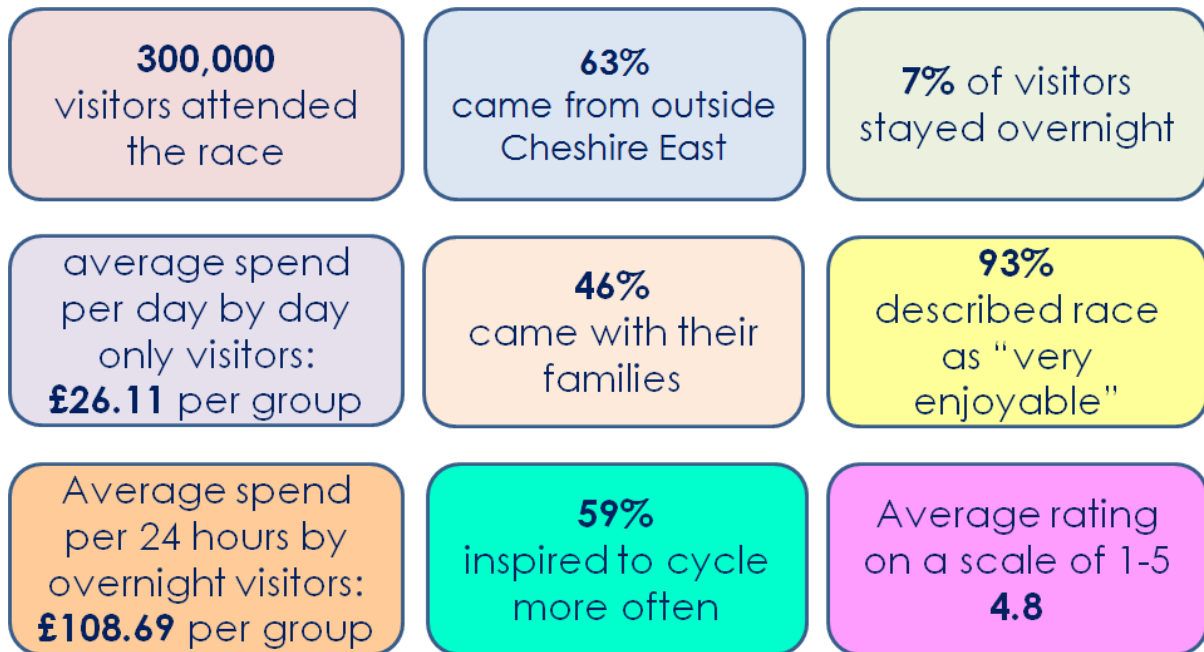 300,000
visitors attended
the race
63%
came from outside
Cheshire East
7% of visitors
stayed overnight
average spend
per day by day
only visitors:
£26.11 per group
46%
came with their
families
93%
described race
as “very
enjoyable”
Average spend
per 24 hours by
overnight visitors:
£108.69 per group
59%
inspired to cycle
more often
Average rating
on a scale of 1-5
4.8